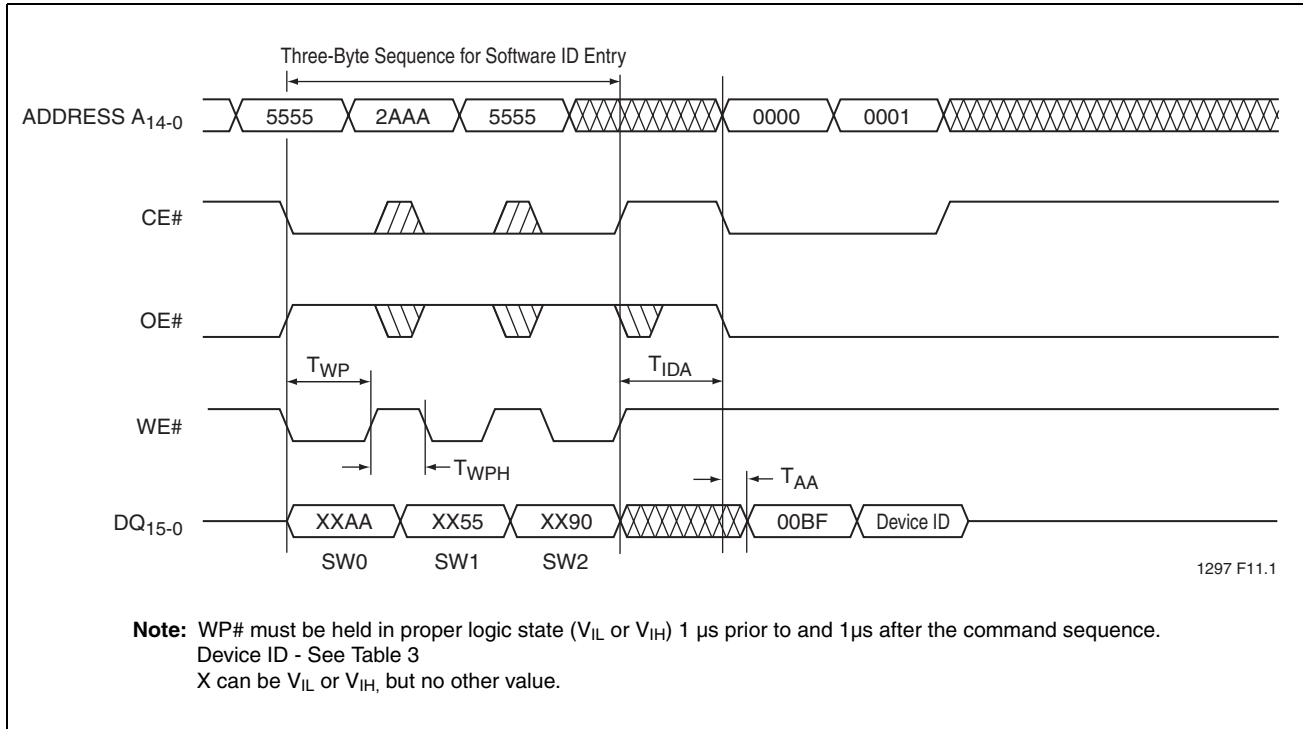 Three-Byte Sequence for Software ID Entry
ADDRESS A14-0 5555 2AAA 5555 0000 0001
CE#
OE#
TWP TIDA
WE#
TWPH TAA
DQ15-0 XXAA XX55 XX90 00BF Device ID
SW0 SW1 SW2
1297 F11.1
Note: WP# must be held in proper logic state (VIL or VIH) 1 µs prior to and 1µs after the command sequence.
Device ID - See Table 3
X can be VIL or VIH, but no other value.